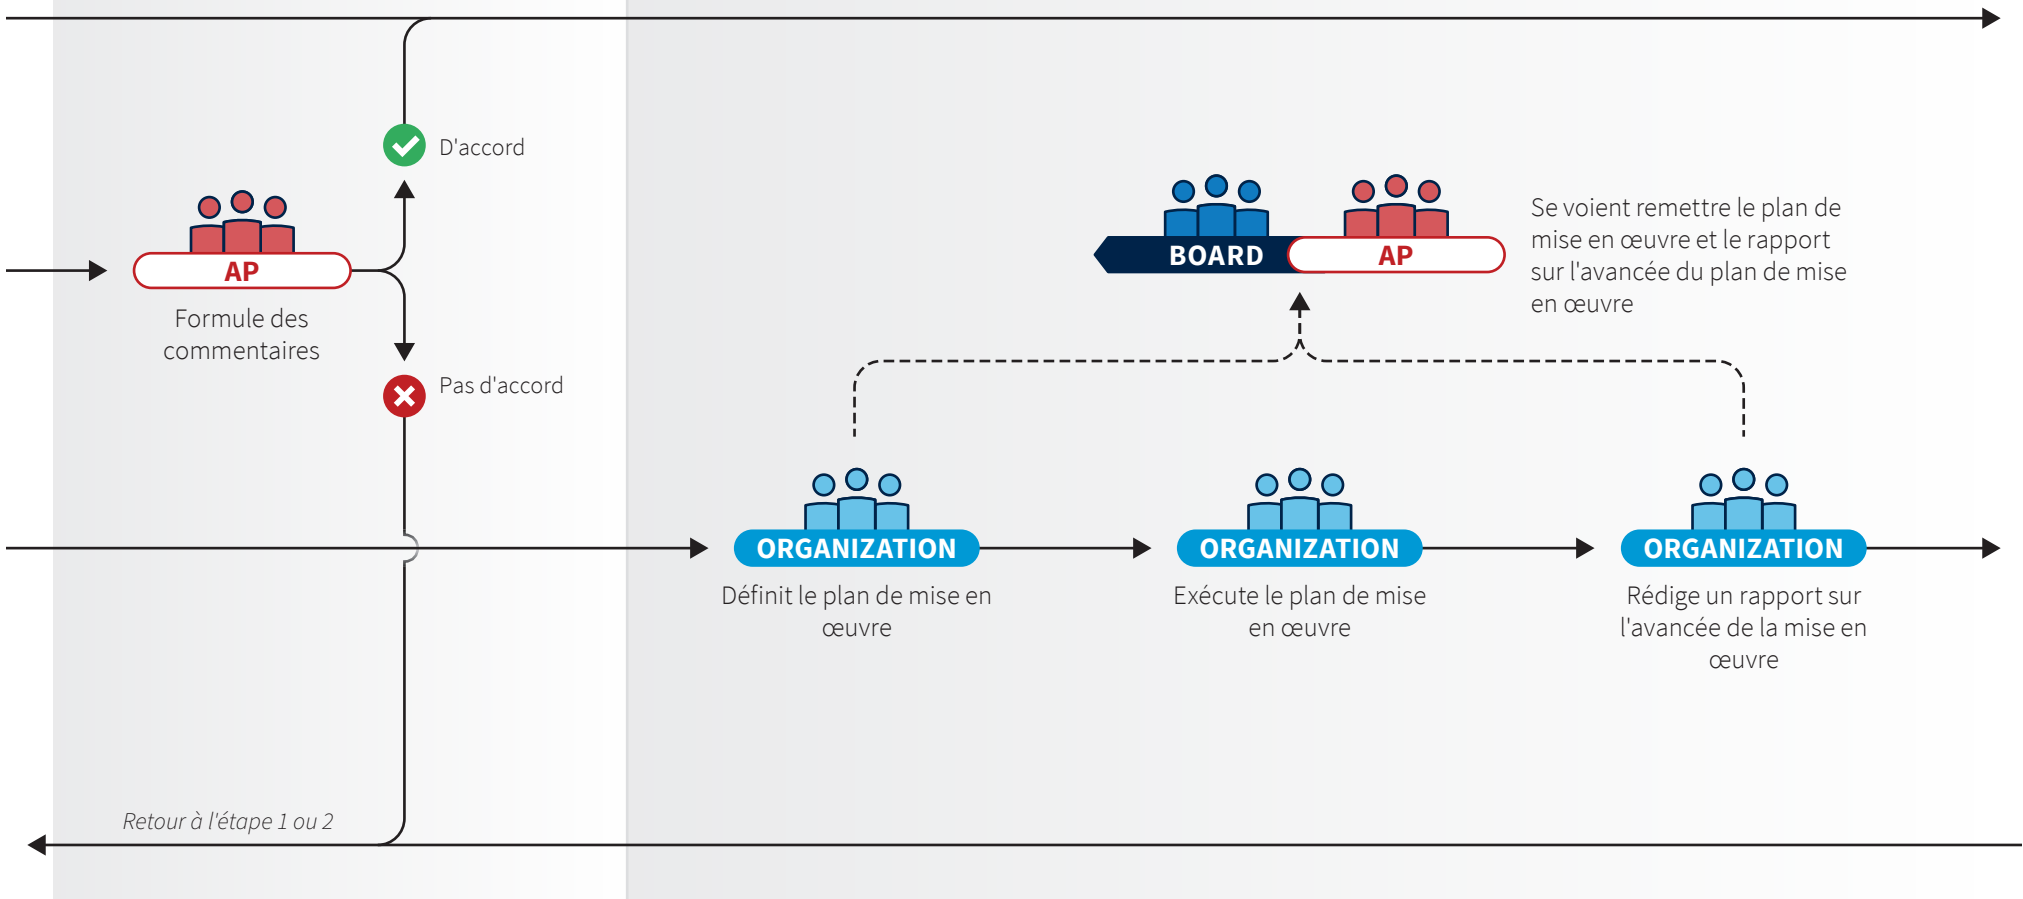 D'accord
AP
Formule des
commentaires
Pas d'accord
Retour à l'étape 1 ou 2
BOARD
AP
Se voient remettre le plan de
mise en œuvre et le rapport
sur l'avancée du plan de mise
en œuvre
ORGANIZATION
Définit le plan de mise en
œuvre
ORGANIZATION
Exécute le plan de mise
en œuvre
ORGANIZATION
Rédige un rapport sur
l'avancée de la mise en
œuvre